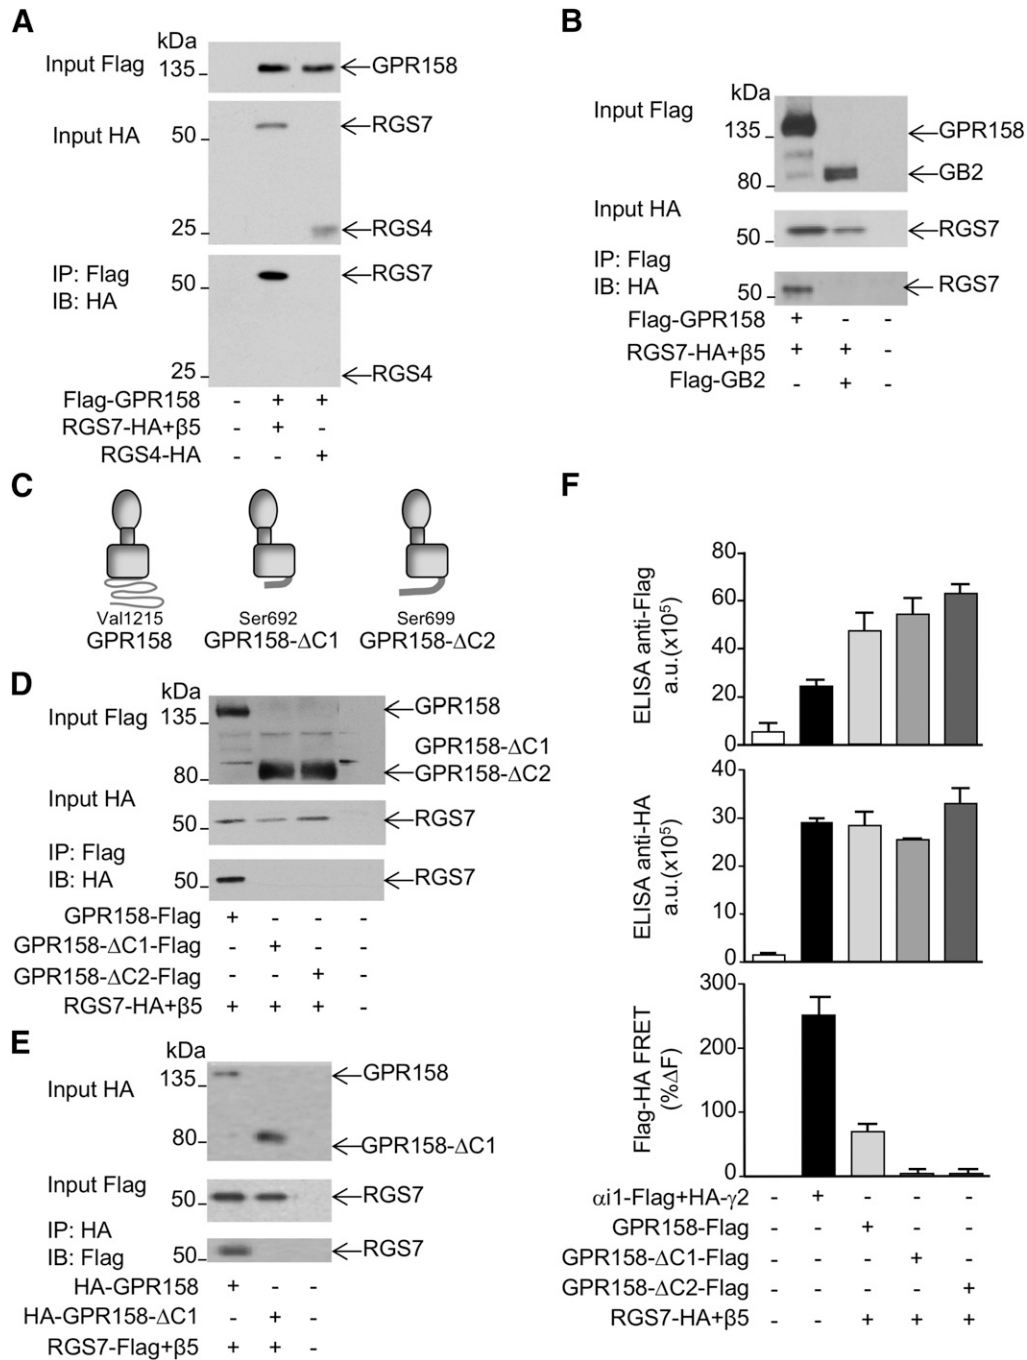 A
kDa
Input Flag
135
GPR158
Input HA
50
RGS7
25
RGS4
IP: Flag
IB: HA
50
RGS7
25
RGS4
Flag-GPR158 - + +
RGS7-HA+β5 - + -
RGS4-HA - - +
B
kDa
Input Flag
135
GPR158
GB2
80
Input HA
50
RGS7
IP: Flag
IB: HA
50
RGS7
Flag-GPR158 + - -
RGS7-HA+β5 + + -
Flag-GB2 - + -
C
Val1215
GPR158
Ser692
GPR158-ΔC1
Ser699
GPR158-ΔC2
D
kDa
Input Flag
135
GPR158
GPR158-ΔC1
80
GPR158-ΔC2
Input HA
50
RGS7
IP: Flag
IB: HA
50
RGS7
GPR158-Flag + - - -
GPR158-ΔC1-Flag - + - -
GPR158-ΔC2-Flag - - + -
RGS7-HA+β5 + + + -
E
kDa
Input HA
135
GPR158
80
GPR158-ΔC1
Input Flag
50
RGS7
IP: HA
IB: Flag
50
RGS7
HA-GPR158 + - -
HA-GPR158-ΔC1 - + -
RGS7-Flag+β5 + + -
F
ELISA anti-Flag
a.u.(x10⁵)
80
60
40
20
0
ELISA anti-HA
a.u.(x10⁵)
40
30
20
10
0
Flag-HA FRET
(%ΔF)
300
200
100
0
αi1-Flag+HA-γ2 - + - - -
GPR158-Flag - - + - -
GPR158-ΔC1-Flag - - - + -
GPR158-ΔC2-Flag - - - - +
RGS7-HA+β5 - - + + +